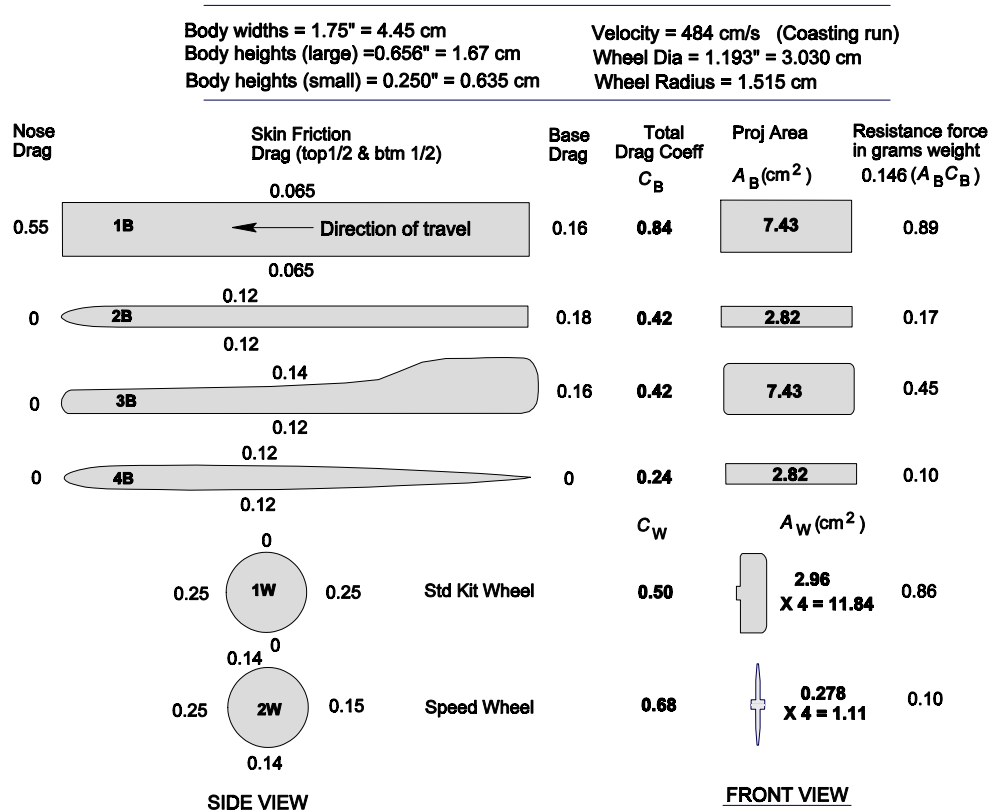 Body widths = 1.75" = 4.45 cm
Body heights (large) =0.656" = 1.67 cm
Body heights (small) = 0.250" = 0.635 cm
Velocity = 484 cm/s (Coasting run)
Wheel Dia = 1.193" = 3.030 cm
Wheel Radius = 1.515 cm
Nose
Drag
Skin Friction
Drag (top1/2 & btm 1/2)
Base
Drag
Total
Drag Coeff
C B
Proj Area
A B (cm 2 )
Resistance force
in grams weight
0.146 (A B C B )
0.065
0.55
1B
Direction of travel
0.16
0.84
7.43
0.89
0.065
0.12
0
2B
0.18
0.42
2.82
0.17
0.12
0.14
0
3B
0.16
0.42
7.43
0.45
0.12
0.12
0
4B
0
0.24
2.82
0.10
0.12
C W
A W (cm 2 )
0
0.25
1W
0.25
Std Kit Wheel
0.50
2.96
X 4 = 11.84
0.86
0
0.14
0.25
2W
0.15
Speed Wheel
0.68
0.278
X 4 = 1.11
0.10
0.14
SIDE VIEW
FRONT VIEW